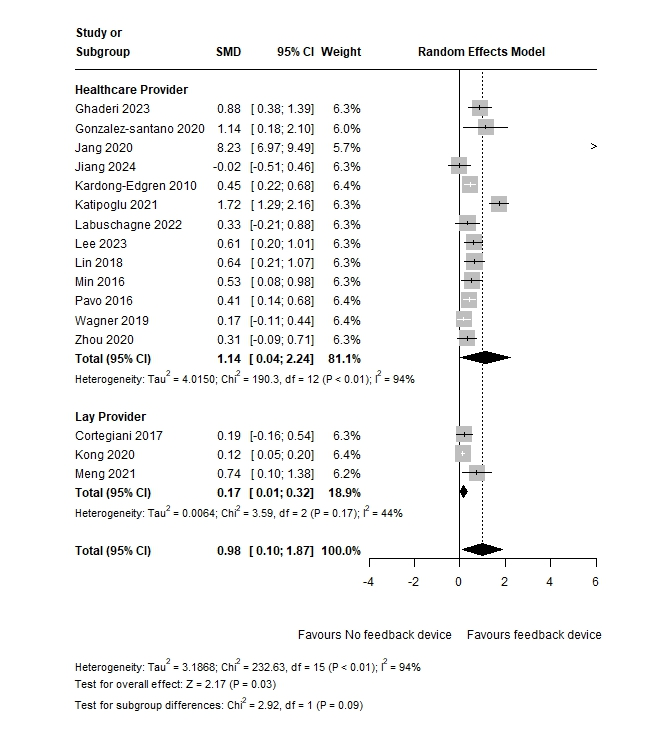 Study or
Subgroup SMD 95% CI Weight Random Effects Model
Healthcare Provider
Ghaderi 2023 0.88 [ 0.38; 1.39] 6.3%
Gonzalez-santano 2020 1.14 [ 0.18; 2.10] 6.0%
Jang 2020 8.23 [ 6.97; 9.49] 5.7%
Jiang 2024 -0.02 [-0.51; 0.46] 6.3%
Kardong-Edgren 2010 0.45 [ 0.22; 0.68] 6.4%
Katipoglu 2021 1.72 [ 1.29; 2.16] 6.3%
Labuschagne 2022 0.33 [-0.21; 0.88] 6.3%
Lee 2023 0.61 [ 0.20; 1.01] 6.3%
Lin 2018 0.64 [ 0.21; 1.07] 6.3%
Min 2016 0.53 [ 0.08; 0.98] 6.3%
Pavo 2016 0.41 [ 0.14; 0.68] 6.4%
Wagner 2019 0.17 [-0.11; 0.44] 6.4%
Zhou 2020 0.31 [-0.09; 0.71] 6.3%
Total (95% CI) 1.14 [ 0.04; 2.24] 81.1%
Heterogeneity: Tau² = 4.0150; Chi² = 190.3, df = 12 (P < 0.01); I² = 94%
Lay Provider
Cortegiani 2017 0.19 [-0.16; 0.54] 6.3%
Kong 2020 0.12 [ 0.05; 0.20] 6.4%
Meng 2021 0.74 [ 0.10; 1.38] 6.2%
Total (95% CI) 0.17 [ 0.01; 0.32] 18.9%
Heterogeneity: Tau² = 0.0064; Chi² = 3.59, df = 2 (P = 0.17); I² = 44%
Total (95% CI) 0.98 [ 0.10; 1.87] 100.0%
-4 -2 0 2 4 6
Favours No feedback device Favours feedback device
Heterogeneity: Tau² = 3.1868; Chi² = 232.63, df = 15 (P < 0.01); I² = 94%
Test for overall effect: Z = 2.17 (P = 0.03)
Test for subgroup differences: Chi² = 2.92, df = 1 (P = 0.09)